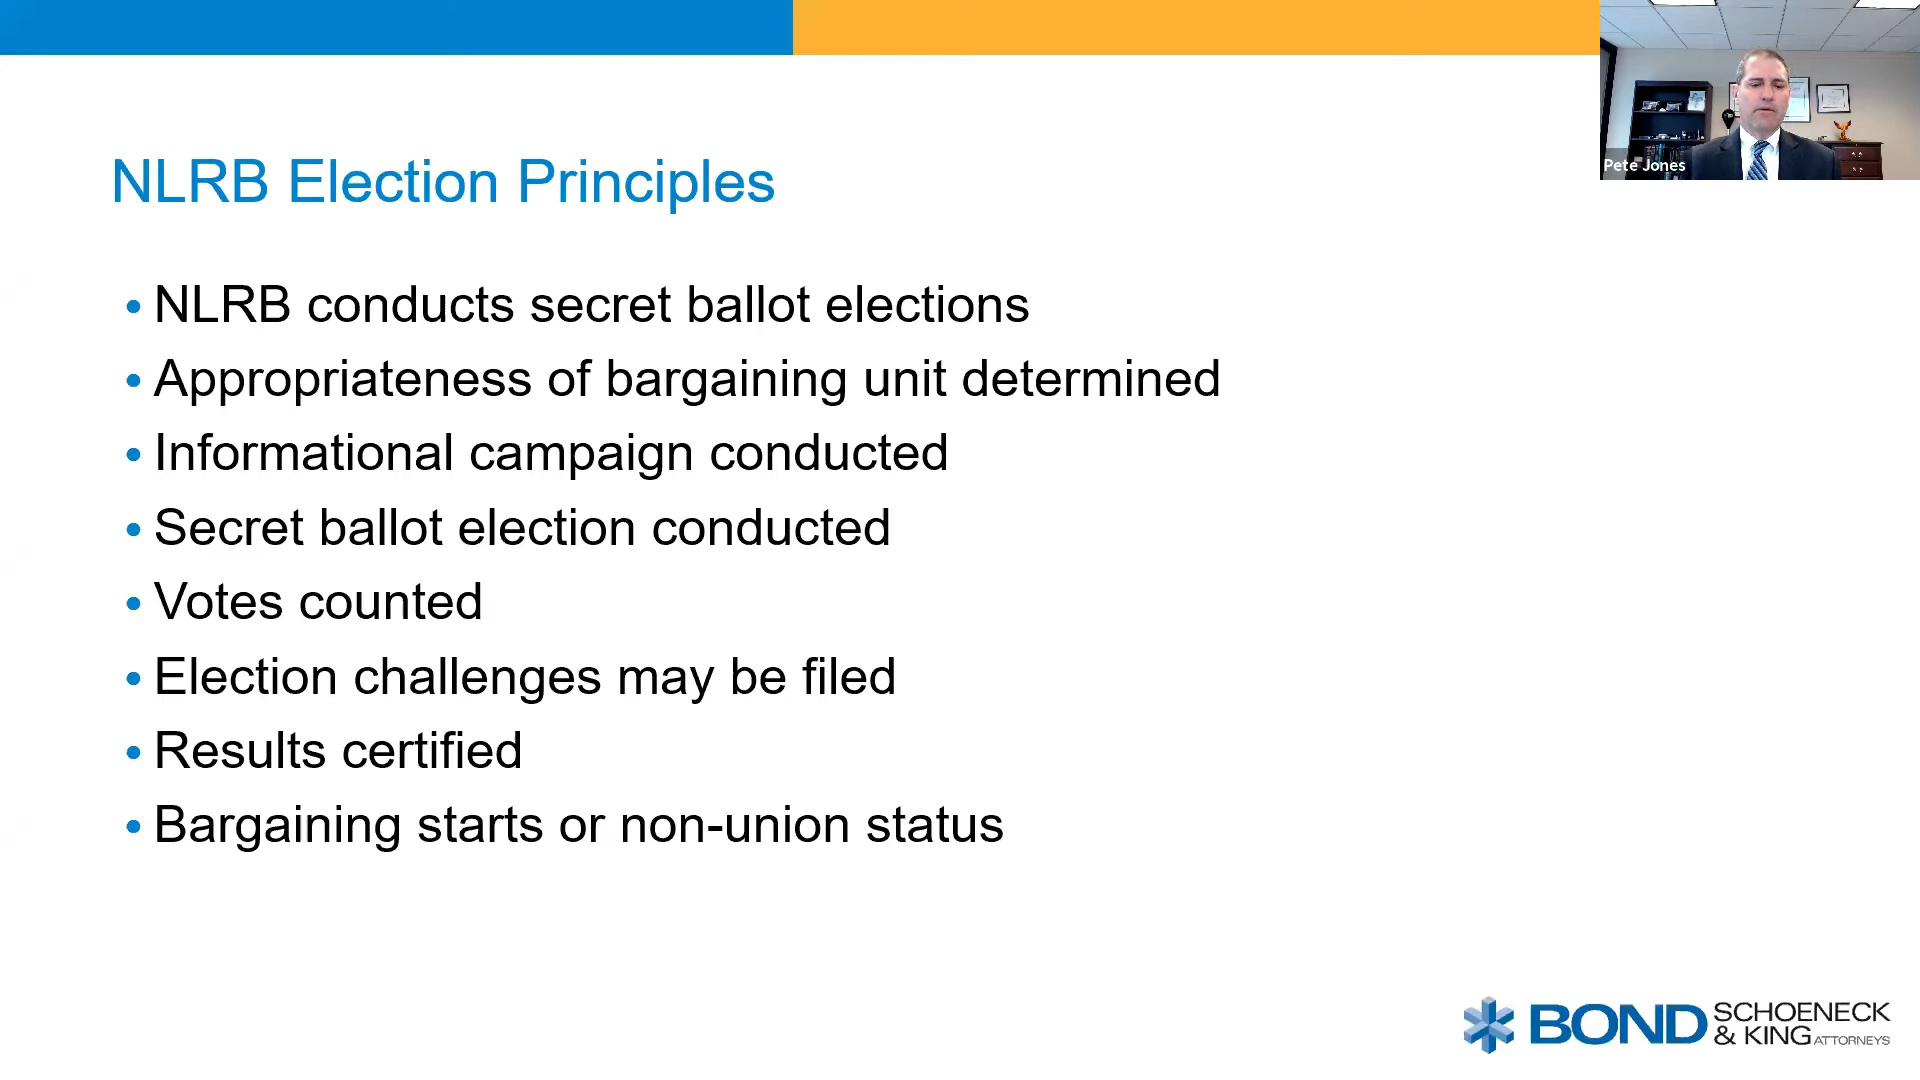 Pete Jones
NLRB Election Principles
• NLRB conducts secret ballot elections
• Appropriateness of bargaining unit determined
• Informational campaign conducted
• Secret ballot election conducted
• Votes counted
• Election challenges may be filed
• Results certified
• Bargaining starts or non-union status
BOND SCHOENECK
& KING ATTORNEYS